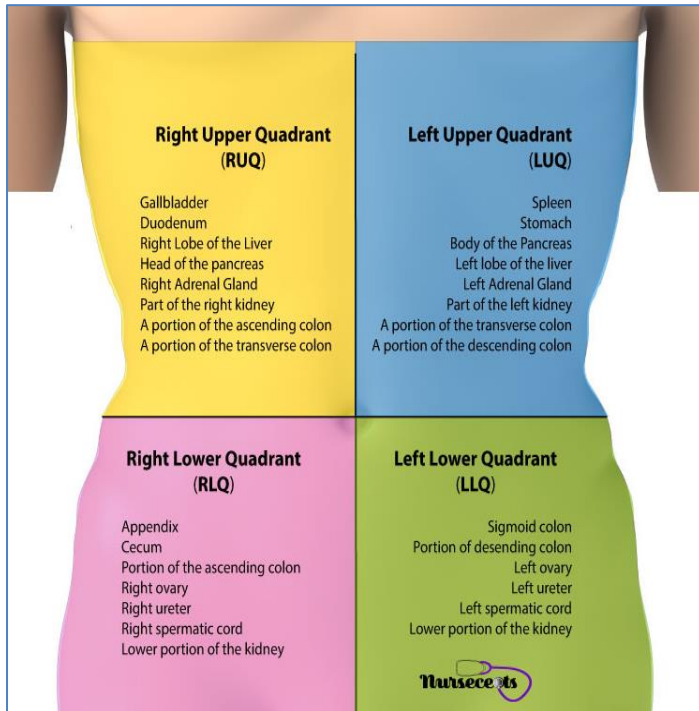 Right Upper Quadrant
(RUQ)
Gallbladder
Duodenum
Right Lobe of the Liver
Head of the pancreas
Right Adrenal Gland
Part of the right kidney
A portion of the ascending colon
A portion of the transverse colon
Left Upper Quadrant
(LUQ)
Spleen
Stomach
Body of the Pancreas
Left lobe of the liver
Left Adrenal Gland
Part of the left kidney
A portion of the transverse colon
A portion of the descending colon
Right Lower Quadrant
(RLQ)
Appendix
Cecum
Portion of the ascending colon
Right ovary
Right ureter
Right spermatic cord
Lower portion of the kidney
Left Lower Quadrant
(LLQ)
Sigmoid colon
Portion of desending colon
Left ovary
Left ureter
Left spermatic cord
Lower portion of the kidney
Nursecepts